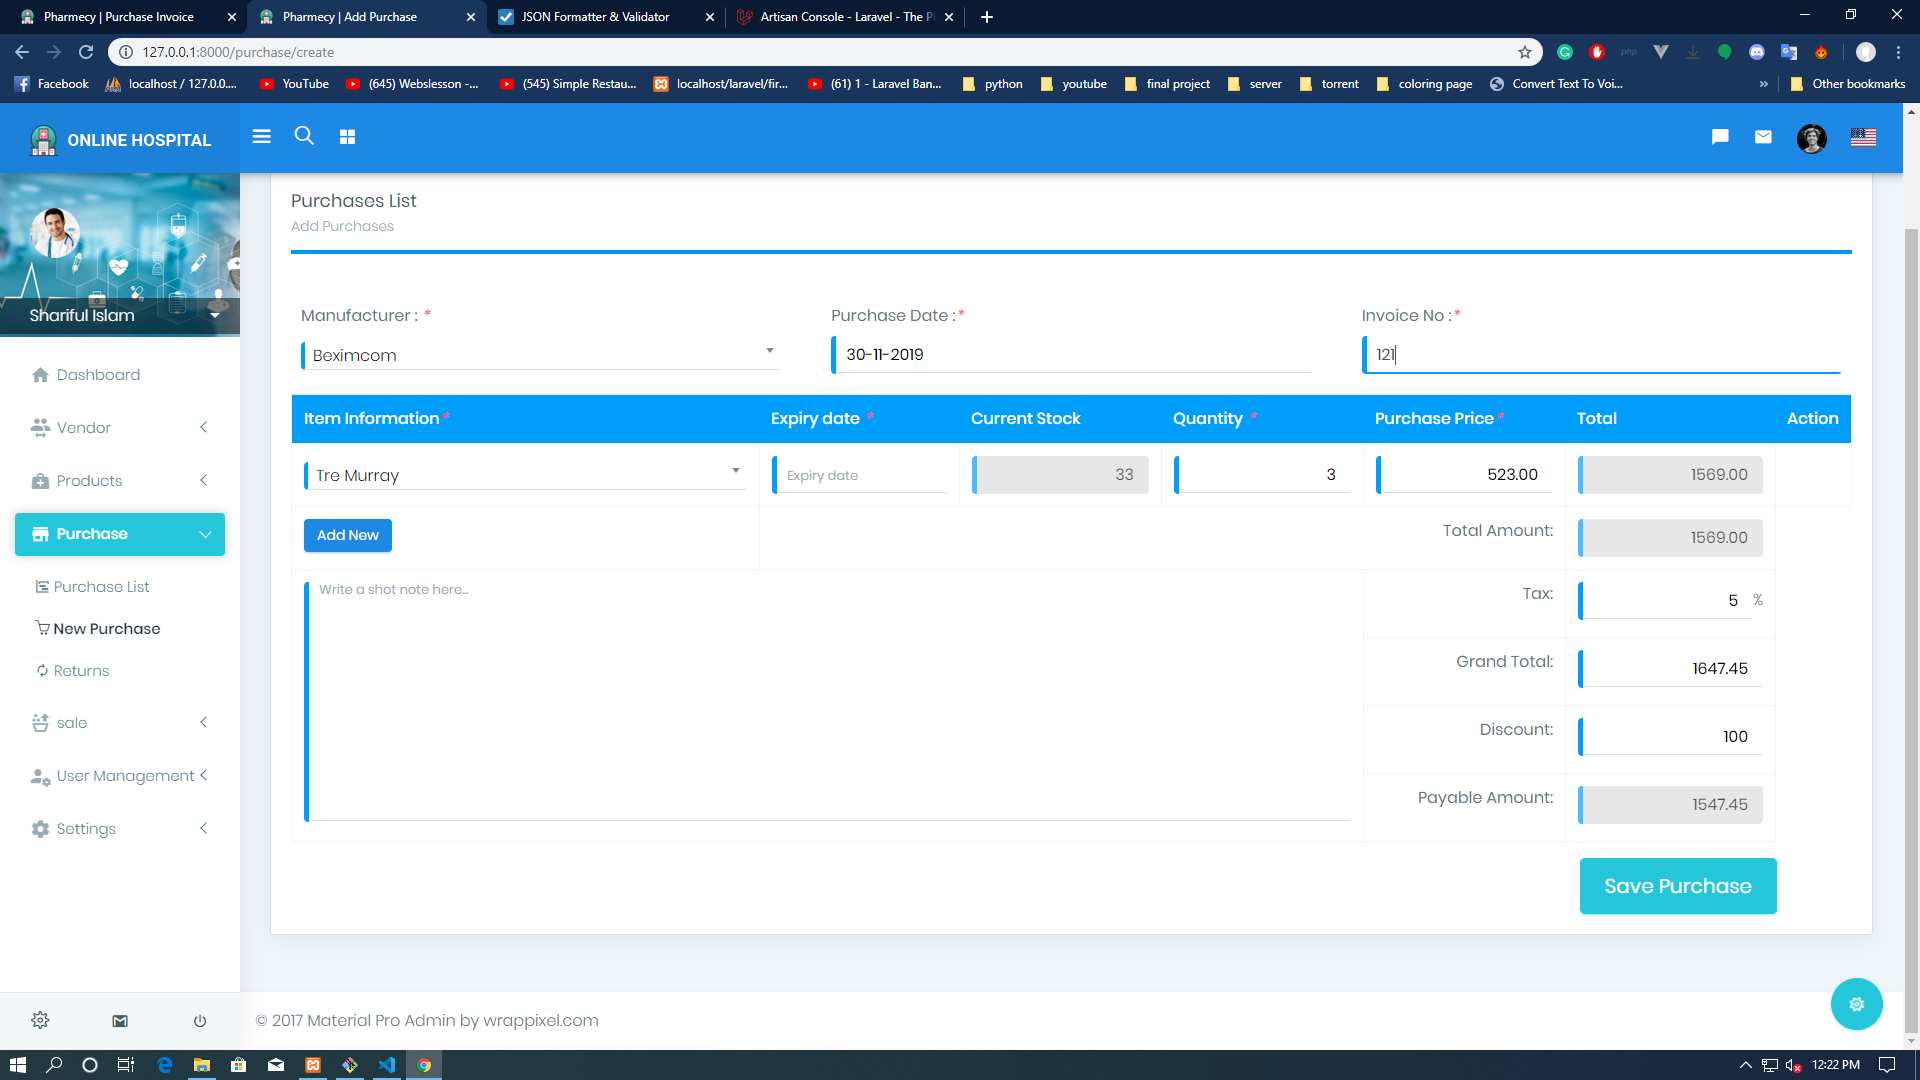 Pharmecy | Purchase Invoice
Pharmecy | Add Purchase
JSON Formatter & Validator
Artisan Console - Laravel - The P
127.0.0.1:8000/purchase/create
php
Facebook
localhost / 127.0.0....
YouTube
(645) Webslesson -...
(545) Simple Restau...
localhost/laravel/fir...
(61) 1 - Laravel Ban...
python
youtube
final project
server
torrent
coloring page
Convert Text To Voi...
»
Other bookmarks
ONLINE HOSPITAL
Shariful Islam
Dashboard
Vendor
Products
Purchase
Purchase List
New Purchase
Returns
sale
User Management
Settings
Purchases List
Add Purchases
Manufacturer : *
Purchase Date :*
Invoice No :*
Beximcom
30-11-2019
121
Item Information *
Expiry date *
Current Stock
Quantity *
Purchase Price *
Total
Action
Tre Murray
Expiry date
33
3
523.00
1569.00
Add New
Total Amount:
1569.00
Write a shot note here...
Tax:
5 %
Grand Total:
1647.45
Discount:
100
Payable Amount:
1547.45
Save Purchase
© 2017 Material Pro Admin by wrappixel.com
12:22 PM